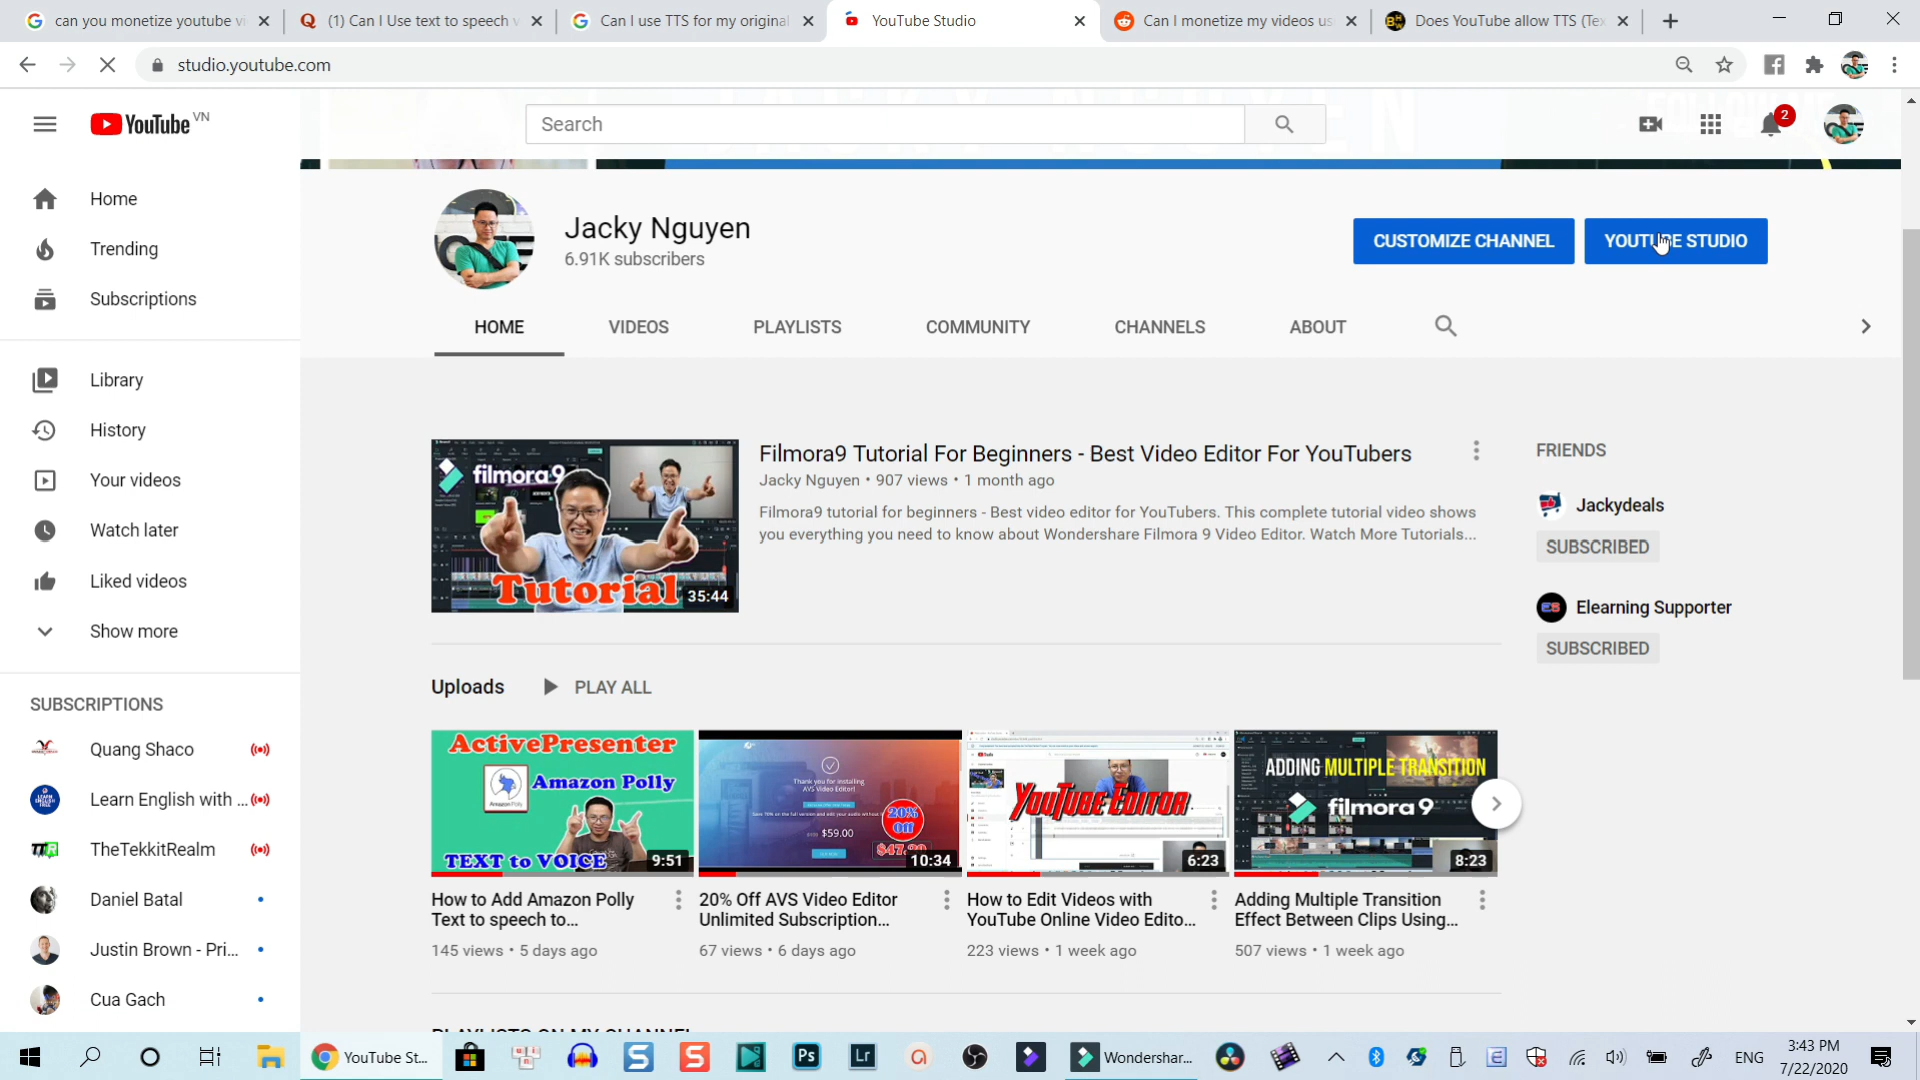 can you monetize youtube vi
(1) Can I Use text to speech v
Can I use TTS for my original
YouTube Studio
Can I monetize my videos us
Does YouTube allow TTS (Tex
studio.youtube.com
YouTube VN
Search
2
Home
Trending
Subscriptions
Library
History
Your videos
Watch later
Liked videos
Show more
SUBSCRIPTIONS
Quang Shaco
Learn English with ...
TheTekkitRealm
Daniel Batal
Justin Brown - Pri...
Cua Gach
Jacky Nguyen
6.91K subscribers
CUSTOMIZE CHANNEL
YOUTUBE STUDIO
HOME
VIDEOS
PLAYLISTS
COMMUNITY
CHANNELS
ABOUT
filmora9
Tutorial
35:44
Filmora9 Tutorial For Beginners - Best Video Editor For YouTubers
Jacky Nguyen • 907 views • 1 month ago
Filmora9 tutorial for beginners - Best video editor for YouTubers. This complete tutorial video shows
you everything you need to know about Wondershare Filmora 9 Video Editor. Watch More Tutorials...
FRIENDS
Jackydeals
SUBSCRIBED
ES
Elearning Supporter
SUBSCRIBED
Uploads
PLAY ALL
ActivePresenter
Amazon Polly
TEXT to VOICE
9:51
How to Add Amazon Polly
Text to speech to...
145 views • 5 days ago
Thank you for installing
AVS Video Editor!
$59.00
20%
Off
10:34
20% Off AVS Video Editor
Unlimited Subscription...
67 views • 6 days ago
YouTube EDITOR
6:23
How to Edit Videos with
YouTube Online Video Edito...
223 views • 1 week ago
ADDING MULTIPLE TRANSITION
filmora9
8:23
Adding Multiple Transition
Effect Between Clips Using...
507 views • 1 week ago
YouTube St...
Ps
Lr
Wondershar...
ENG
3:43 PM
7/22/2020